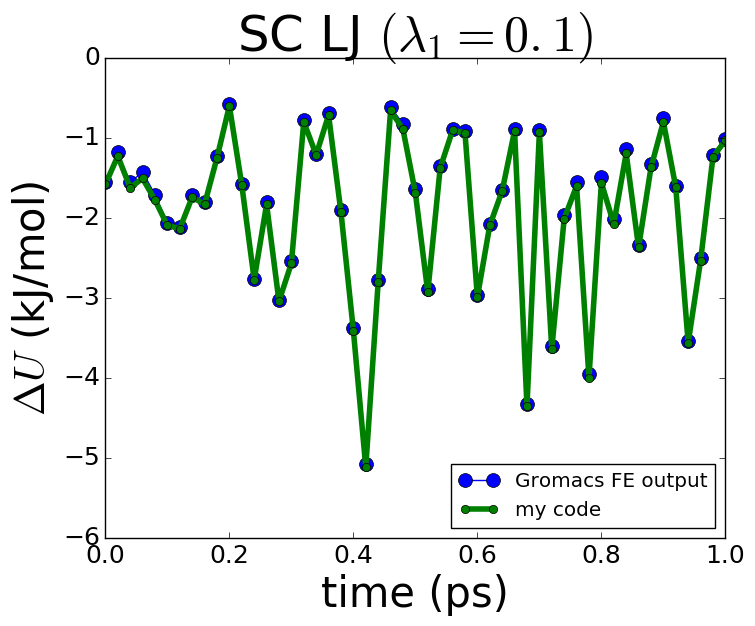 SC LJ (λ₁ = 0.1)
0
−1
−2
−3
−4
−5
−6
ΔU (kJ/mol)
Gromacs FE output
my code
0.0 0.2 0.4 0.6 0.8 1.0
time (ps)